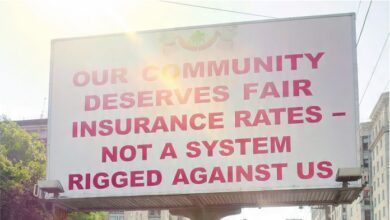 OUR COMMUNITY
DESERVES FAIR
INSURANCE RATES –
NOT A SYSTEM
RIGGED AGAINST US